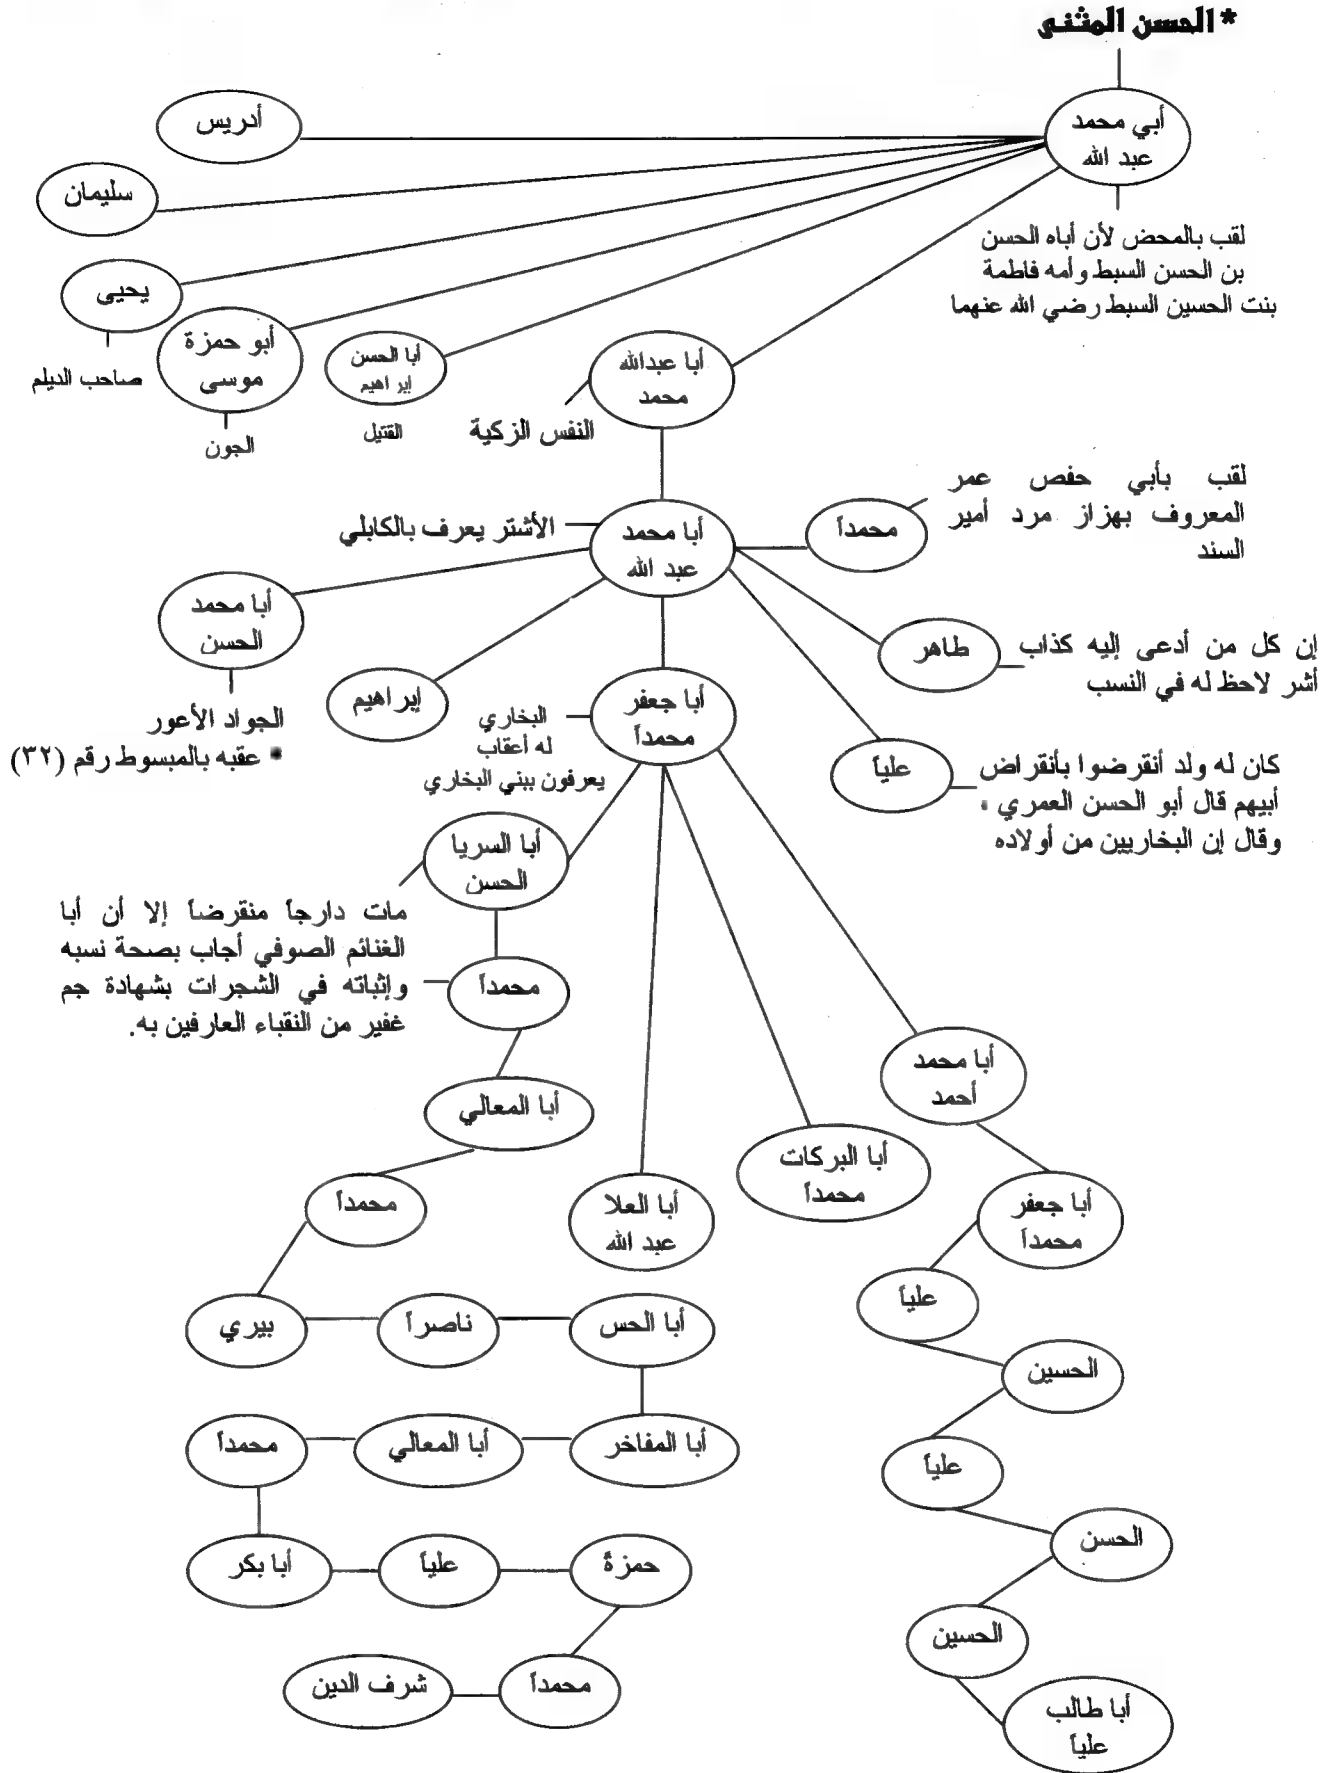 * الحسن المثنى
أبي محمد
عبد الله
أدريس
سليمان
يحيى
صاحب الديلم
أبو حمزة
موسى
الجون
أبا الحسن
إبراهيم
القتيل
أبا عبدالله
محمد
النفس الزكية
لقب بالمحض لأن أباه الحسن
بن الحسن السبط وأمه فاطمة
بنت الحسين السبط رضي الله عنهما
أبا محمد
عبد الله
الأشتر يعرف بالكابلي
محمداً
لقب بأبي حفص عمر
المعروف بهزاز مرد أمير
السند
طاهر
إن كل من أدعى إليه كذاب
أشر لاحظ له في النسب
علياً
كان له ولد أنقرضوا بأنقراض
أبيهم قال أبو الحسن العمري •
وقال إن البخاريين من أولاده
أبا محمد
الحسن
الجواد الأعور
• عقبه بالمبسوط رقم (٣٢)
إبراهيم
أبا جعفر
محمداً
البخاري
له أعقاب
يعرفون ببني البخاري
أبا السريا
الحسن
مات دارجاً منقرضاً إلا أن أبا
الغنائم الصوفي أجاب بصحة نسبه
وإثباته في الشجرات بشهادة جم
غفير من النقباء العارفين به.
محمداً
أبا المعالي
محمداً
أبا العلا
عبد الله
أبا البركات
محمداً
أبا محمد
أحمد
أبا جعفر
محمداً
علياً
الحسين
علياً
الحسن
الحسين
أبا طالب
علياً
بيري
ناصراً
أبا الحس
أبا المفاخر
أبا المعالي
محمداً
أبا بكر
علياً
حمزةً
محمداً
شرف الدين